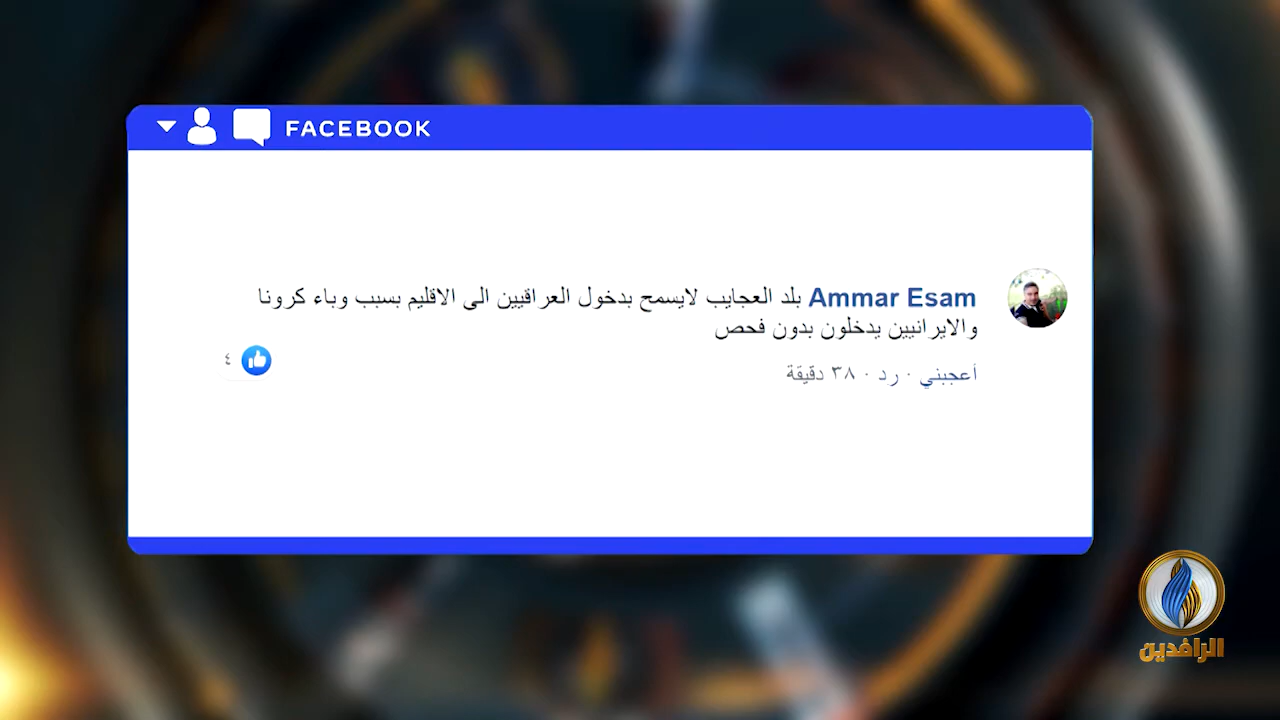 FACEBOOK
Ammar Esam بلد العجايب لايسمح بدخول العراقيين الى الاقليم بسبب وباء كرونا
والايرانيين يدخلون بدون فحص
٤
أعجبني · رد · ٣٨ دقيقة
الرافدين